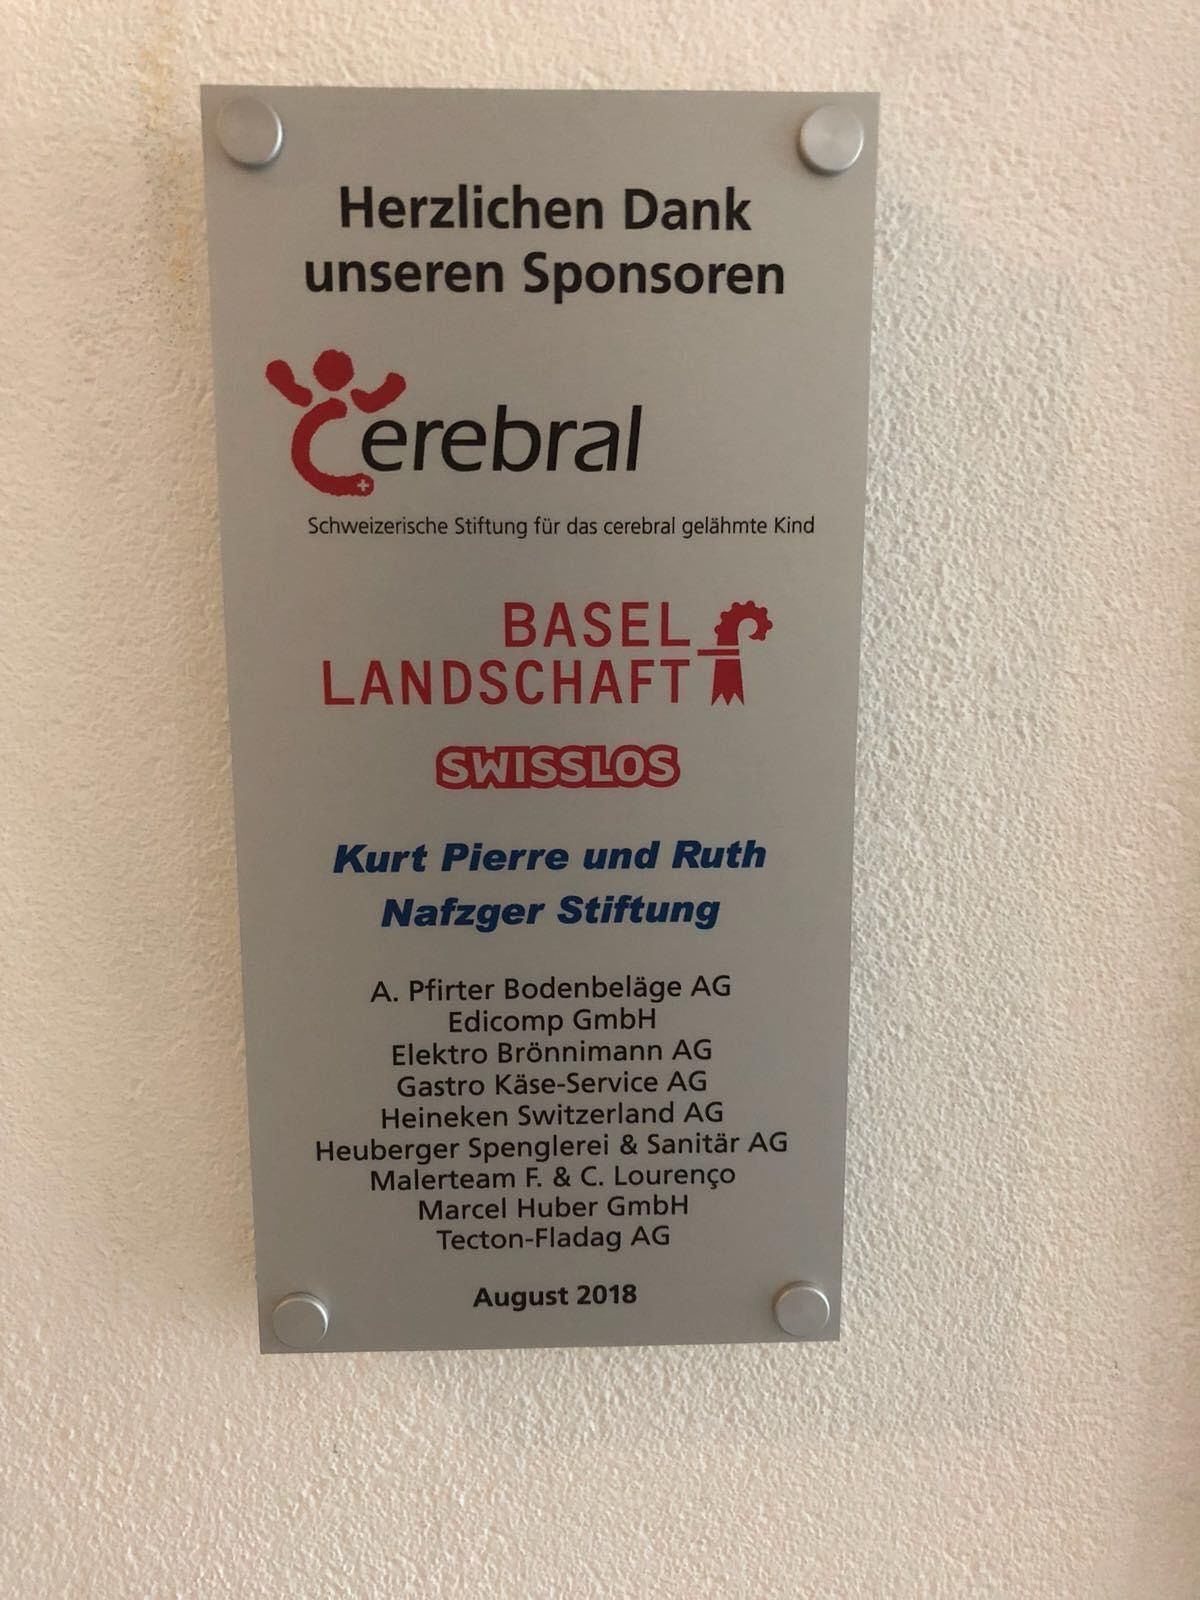 Herzlichen Dank
unseren Sponsoren
Cerebral
Schweizerische Stiftung für das cerebral gelähmte Kind
BASEL
LANDSCHAFT
SWISSLOS
Kurt Pierre und Ruth
Nafzger Stiftung
A. Pfirter Bodenbeläge AG
Edicomp GmbH
Elektro Brönnimann AG
Gastro Käse-Service AG
Heineken Switzerland AG
Heuberger Spenglerei & Sanitär AG
Malerteam F. & C. Lourenço
Marcel Huber GmbH
Tecton-Fladag AG
August 2018